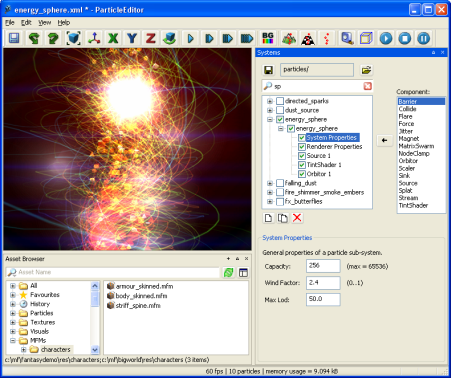 energy_sphere.xml * - ParticleEditor
File Edit View Help
X Y Z BG
Systems
particles/
sp
directed_sparks
dust_source
energy_sphere
energy_sphere
System Properties
Renderer Properties
Source 1
TintShader 1
Orbitor 1
falling_dust
fire_shimmer_smoke_embers
fx_butterflies
Component:
Barrier
Collide
Flare
Force
Jitter
Magnet
MatrixSwarm
NodeClamp
Orbitor
Scaler
Sink
Source
Splat
Stream
TintShader
System Properties
General properties of a particle sub-system.
Capacity: 256 (max = 65536)
Wind Factor: 2.4 (0..1)
Max Lod: 50.0
Asset Browser
Asset Name
All
Favourites
History
Particles
Textures
Visuals
MFMs
characters
armour_skinned.mfm
body_skinned.mfm
striff_spine.mfm
c:\mf\fantasydemo\res\characters;c:\mf\bigworld\res\characters (3 items)
60 fps | 10 particles | memory usage = 9.094 kB